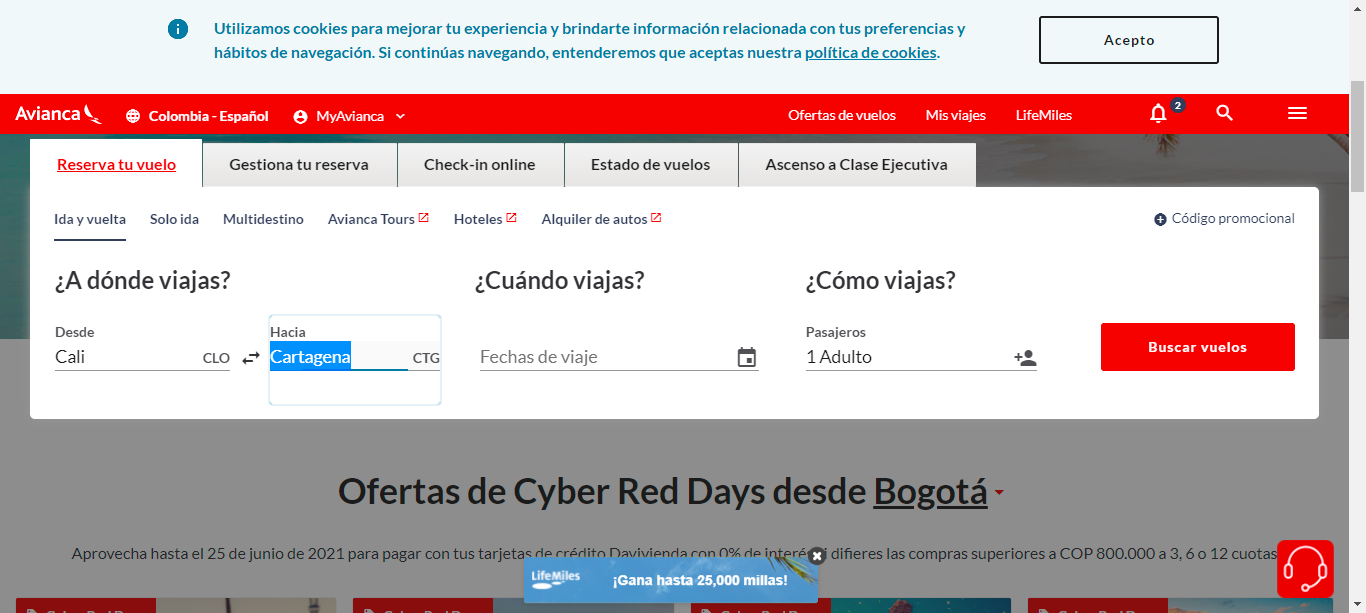 Utilizamos cookies para mejorar tu experiencia y brindarte información relacionada con tus preferencias y
hábitos de navegación. Si continúas navegando, entenderemos que aceptas nuestra política de cookies.
Acepto
Avianca
Colombia - Español
MyAvianca
Ofertas de vuelos
Mis viajes
LifeMiles
2
Reserva tu vuelo
Gestiona tu reserva
Check-in online
Estado de vuelos
Ascenso a Clase Ejecutiva
Ida y vuelta
Solo ida
Multidestino
Avianca Tours
Hoteles
Alquiler de autos
Código promocional
¿A dónde viajas?
¿Cuándo viajas?
¿Cómo viajas?
Desde
Cali CLO
Hacia
Cartagena CTG
Fechas de viaje
Pasajeros
1 Adulto
Buscar vuelos
Ofertas de Cyber Red Days desde Bogotá
Aprovecha hasta el 25 de junio de 2021 para pagar con tus tarjetas de crédito Davivienda con 0% de interés si difieres las compras superiores a COP 800.000 a 3, 6 o 12 cuotas
LifeMiles
¡Gana hasta 25,000 millas!